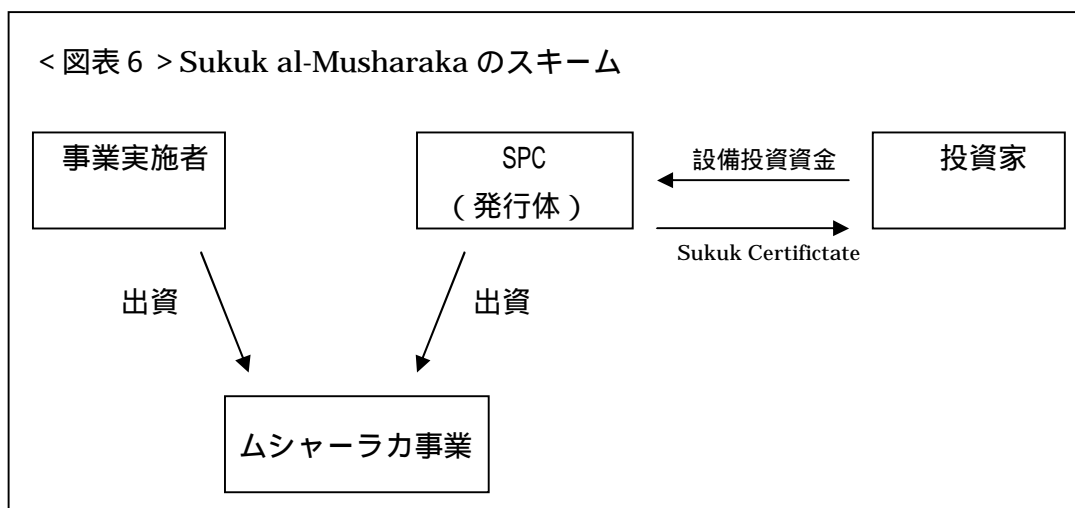 <図表6>Sukuk al-Musharaka のスキーム
事業実施者
SPC
(発行体)
設備投資資金
投資家
Sukuk Certifictate
出資
出資
ムシャーラカ事業